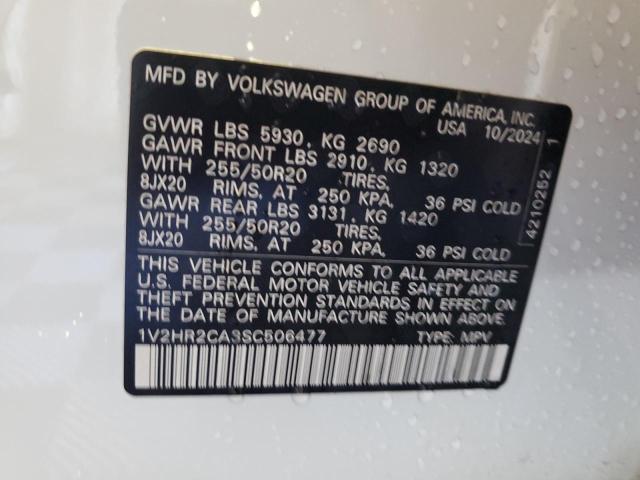 MFD BY VOLKSWAGEN GROUP OF AMERICA, INC.
USA 10/2024
GVWR LBS 5930, KG 2690
GAWR FRONT LBS 2910, KG 1320
WITH 255/50R20 TIRES,
8JX20 RIMS, AT 250 KPA, 36 PSI COLD
GAWR REAR LBS 3131, KG 1420
WITH 255/50R20 TIRES,
8JX20 RIMS, AT 250 KPA, 36 PSI COLD
4210252 1
THIS VEHICLE CONFORMS TO ALL APPLICABLE
U.S. FEDERAL MOTOR VEHICLE SAFETY AND
THEFT PREVENTION STANDARDS IN EFFECT ON
THE DATE OF MANUFACTURE SHOWN ABOVE.
1V2HR2CA3SC506477 TYPE: MPV